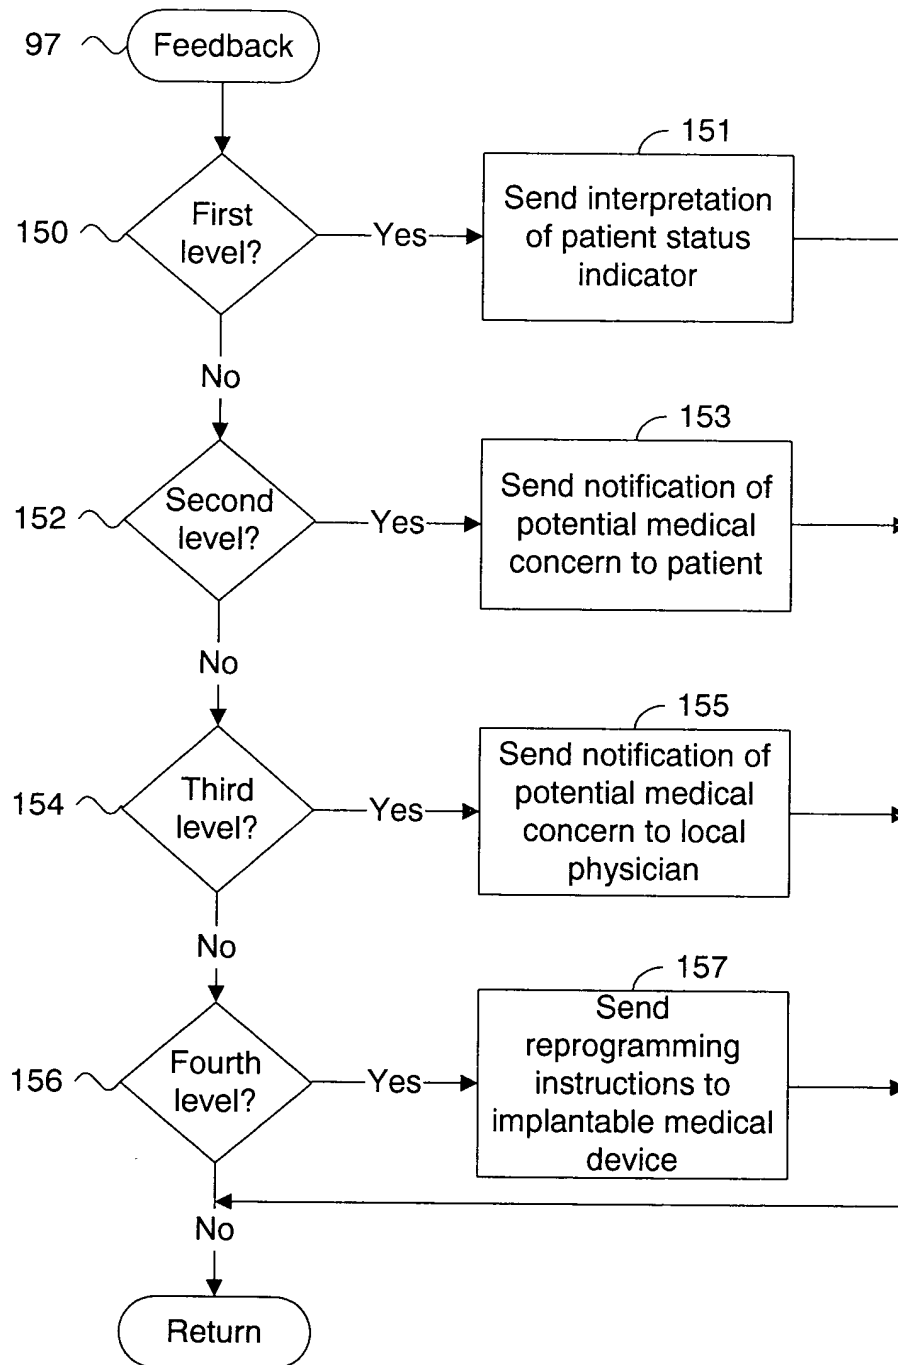 97
Feedback
151
150
First
level?
Yes
Send interpretation
of patient status
indicator
No
153
152
Second
level?
Yes
Send notification of
potential medical
concern to patient
No
155
154
Third
level?
Yes
Send notification of
potential medical
concern to local
physician
No
157
156
Fourth
level?
Yes
Send
reprogramming
instructions to
implantable medical
device
No
Return